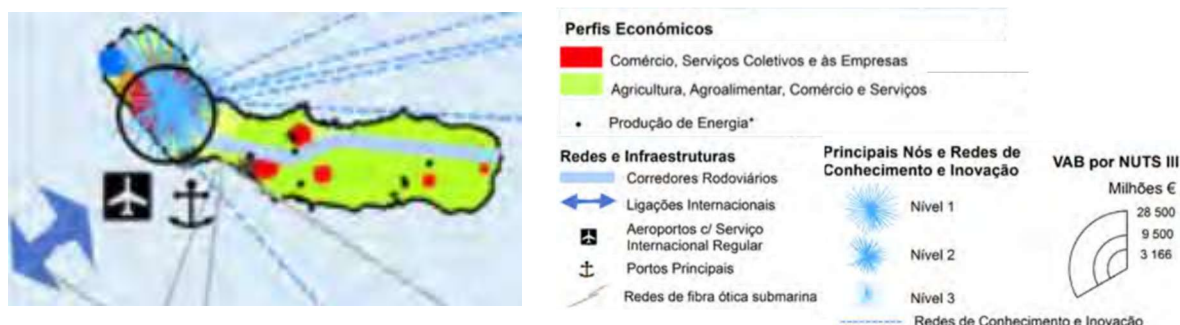 Perfis Económicos
Comércio, Serviços Coletivos e às Empresas
Agricultura, Agroalimentar, Comércio e Serviços
Produção de Energia*
Redes e Infraestruturas
Corredores Rodoviários
Ligações Internacionais
Aeroportos c/ Serviço
Internacional Regular
Portos Principais
Redes de fibra ótica submarina
Principais Nós e Redes de
Conhecimento e Inovação
Nível 1
Nível 2
Nível 3
Redes de Conhecimento e Inovação
VAB por NUTS III
Milhões €
28 500
9 500
3 166